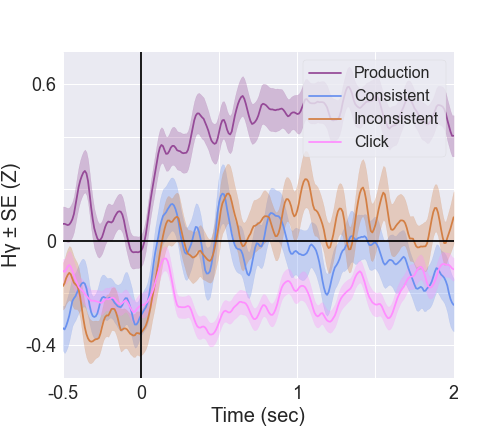 Production
Consistent
Inconsistent
Click
0.6
0
-0.4
Hγ ± SE (Z)
-0.5
0
1
2
Time (sec)